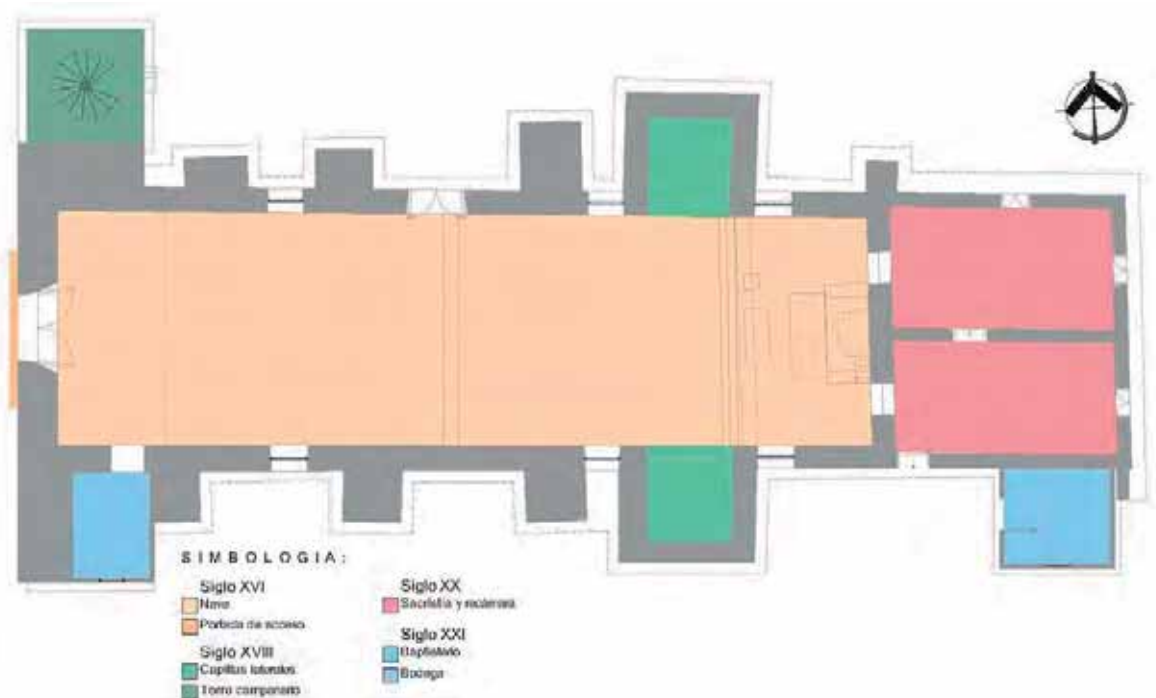 SIMBOLOGIA:
Siglo XVI
Nave
Portada de acceso
Siglo XVIII
Capillas laterales
Torre campanario
Siglo XX
Sacristía y recámara
Siglo XXI
Baptisterio
Bodega